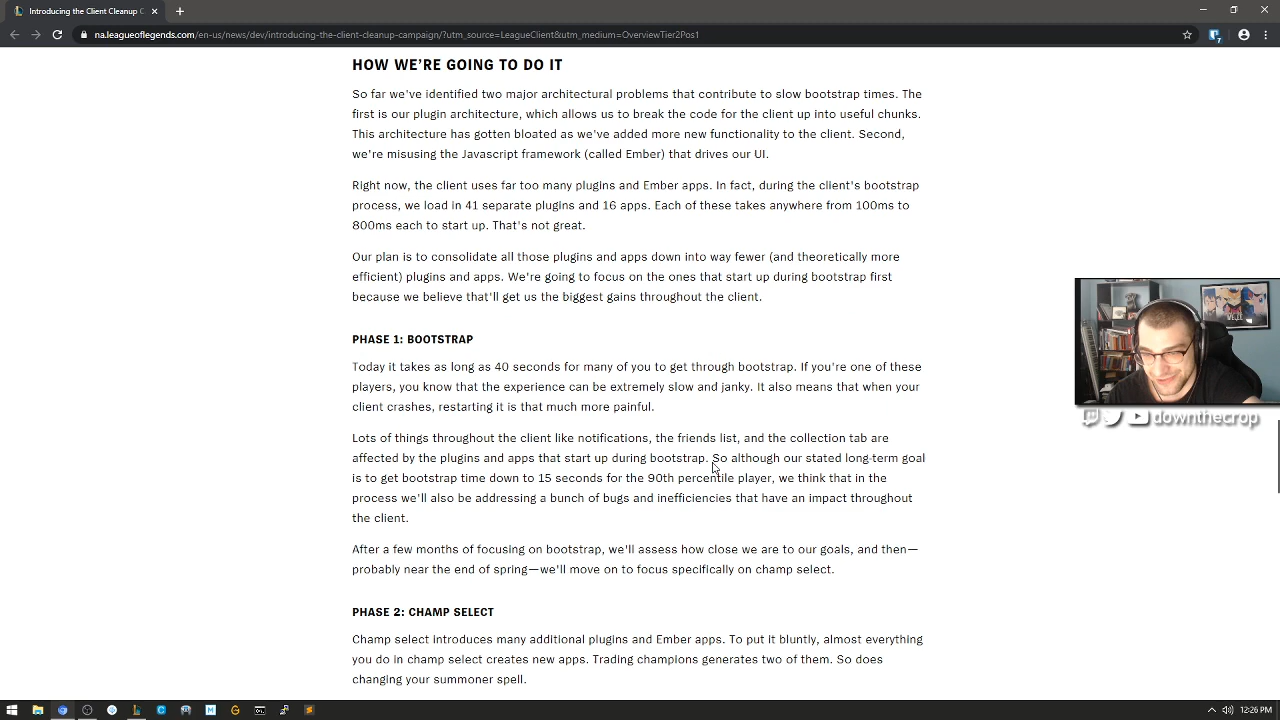 Introducing the Client Cleanup C
na.leagueoflegends.com/en-us/news/dev/introducing-the-client-cleanup-campaign/?utm_source=LeagueClient&utm_medium=OverviewTier2Pos1
HOW WE'RE GOING TO DO IT
So far we've identified two major architectural problems that contribute to slow bootstrap times. The
first is our plugin architecture, which allows us to break the code for the client up into useful chunks.
This architecture has gotten bloated as we've added more new functionality to the client. Second,
we're misusing the Javascript framework (called Ember) that drives our UI.
Right now, the client uses far too many plugins and Ember apps. In fact, during the client's bootstrap
process, we load in 41 separate plugins and 16 apps. Each of these takes anywhere from 100ms to
800ms each to start up. That's not great.
Our plan is to consolidate all those plugins and apps down into way fewer (and theoretically more
efficient) plugins and apps. We're going to focus on the ones that start up during bootstrap first
because we believe that'll get us the biggest gains throughout the client.
PHASE 1: BOOTSTRAP
Today it takes as long as 40 seconds for many of you to get through bootstrap. If you're one of these
players, you know that the experience can be extremely slow and janky. It also means that when your
client crashes, restarting it is that much more painful.
downthecrop
Lots of things throughout the client like notifications, the friends list, and the collection tab are
affected by the plugins and apps that start up during bootstrap. So although our stated long-term goal
is to get bootstrap time down to 15 seconds for the 90th percentile player, we think that in the
process we'll also be addressing a bunch of bugs and inefficiencies that have an impact throughout
the client.
After a few months of focusing on bootstrap, we'll assess how close we are to our goals, and then—
probably near the end of spring—we'll move on to focus specifically on champ select.
PHASE 2: CHAMP SELECT
Champ select introduces many additional plugins and Ember apps. To put it bluntly, almost everything
you do in champ select creates new apps. Trading champions generates two of them. So does
changing your summoner spell.
12:26 PM